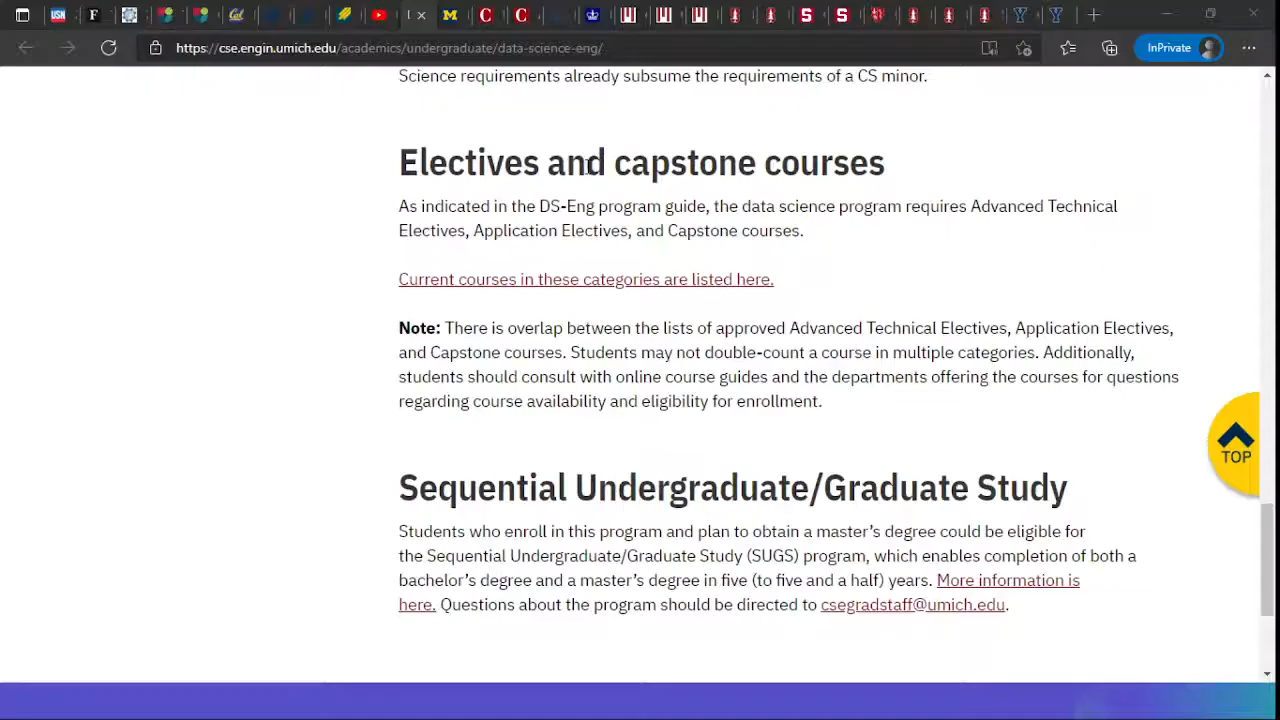 USN
F
Cal
M
C
C
S
S
Y
Y
https://cse.engin.umich.edu/academics/undergraduate/data-science-eng/
InPrivate
Science requirements already subsume the requirements of a CS minor.
Electives and capstone courses
As indicated in the DS-Eng program guide, the data science program requires Advanced Technical
Electives, Application Electives, and Capstone courses.
Current courses in these categories are listed here.
Note: There is overlap between the lists of approved Advanced Technical Electives, Application Electives,
and Capstone courses. Students may not double-count a course in multiple categories. Additionally,
students should consult with online course guides and the departments offering the courses for questions
regarding course availability and eligibility for enrollment.
TOP
Sequential Undergraduate/Graduate Study
Students who enroll in this program and plan to obtain a master's degree could be eligible for
the Sequential Undergraduate/Graduate Study (SUGS) program, which enables completion of both a
bachelor's degree and a master's degree in five (to five and a half) years. More information is
here. Questions about the program should be directed to csegradstaff@umich.edu.